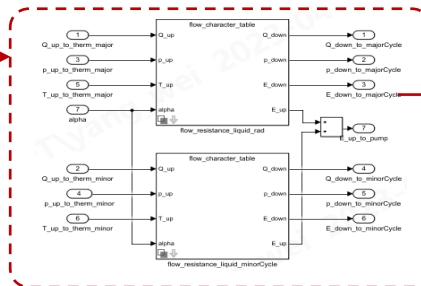 flow_character_table
1
Q_up_to_therm_major
3
p_up_to_therm_major
5
T_up_to_therm_major
7
alpha
Q_up
p_up
T_up
alpha
Q_down
p_down
E_down
E_up
flow_resistance_liquid_rad
1
Q_down_to_majorCycle
2
p_down_to_majorCycle
3
E_down_to_majorCycle
+
+
7
E_up_to_pump
flow_character_table
2
Q_up_to_therm_minor
4
p_up_to_therm_minor
6
T_up_to_therm_minor
Q_up
p_up
T_up
alpha
Q_down
p_down
E_down
E_up
flow_resistance_liquid_minorCycle
4
Q_down_to_minorCycle
5
p_down_to_minorCycle
6
E_down_to_minorCycle